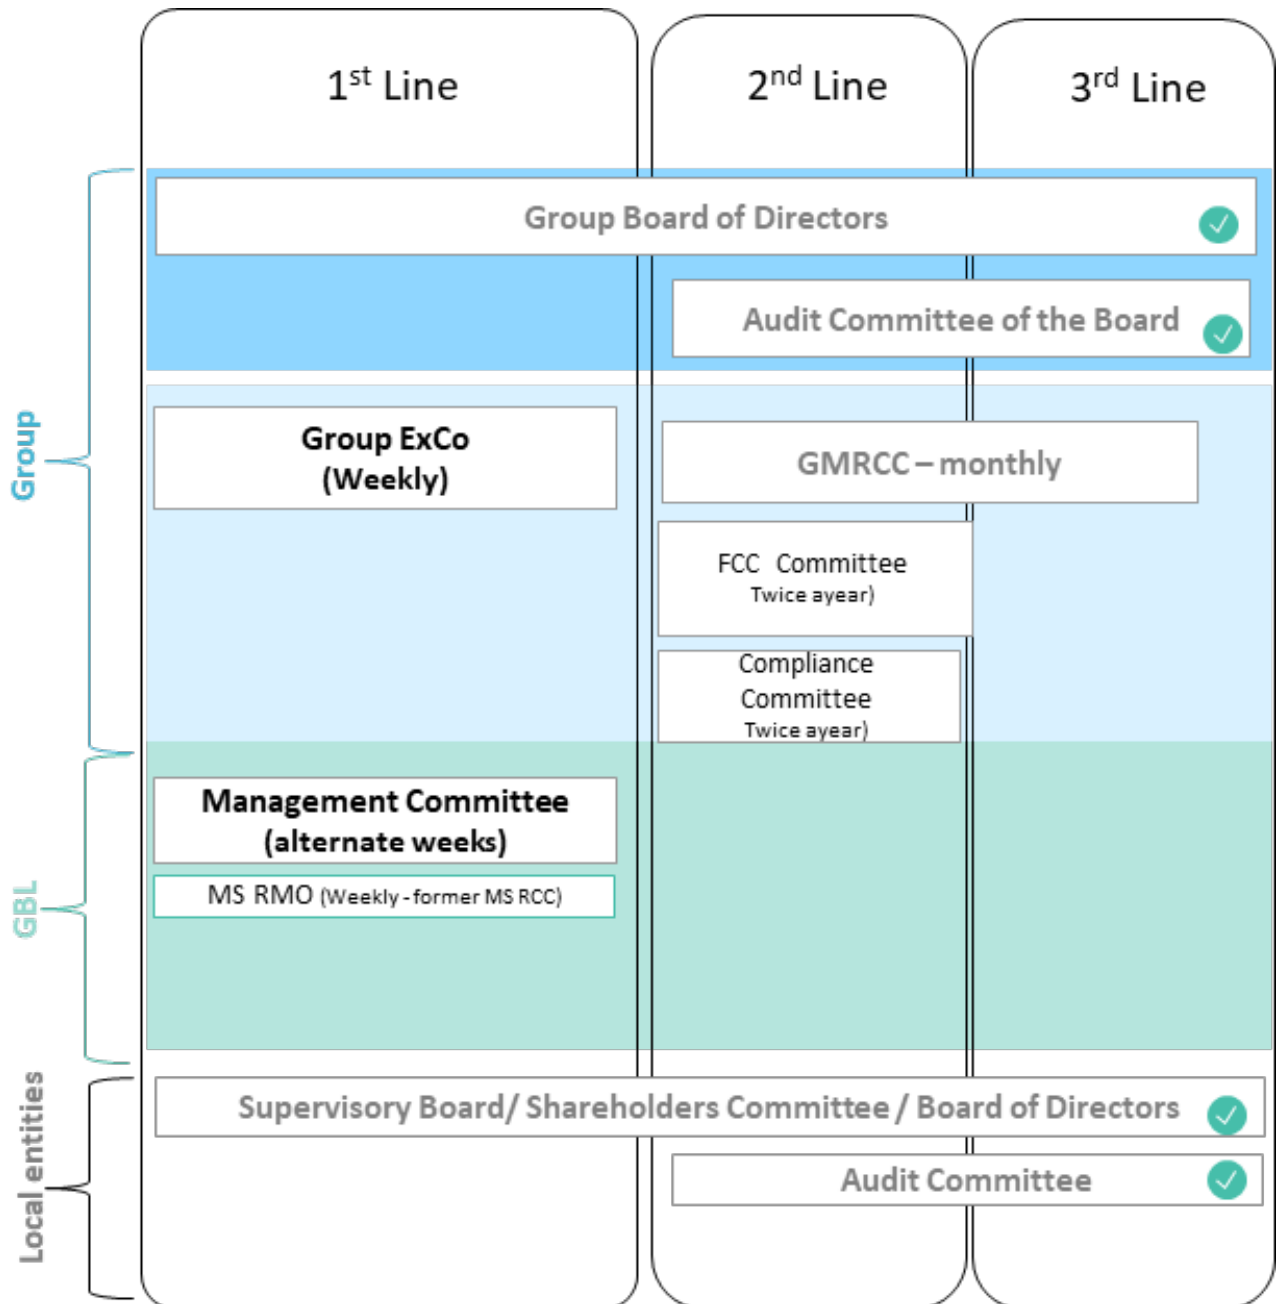 1st Line
2nd Line
3rd Line
Group
Group Board of Directors
Audit Committee of the Board
Group ExCo
(Weekly)
GMRCC – monthly
FCC Committee
Twice ayear)
Compliance
Committee
Twice ayear)
GBL
Management Committee
(alternate weeks)
MS RMO (Weekly - former MS RCC)
Local entities
Supervisory Board/ Shareholders Committee / Board of Directors
Audit Committee